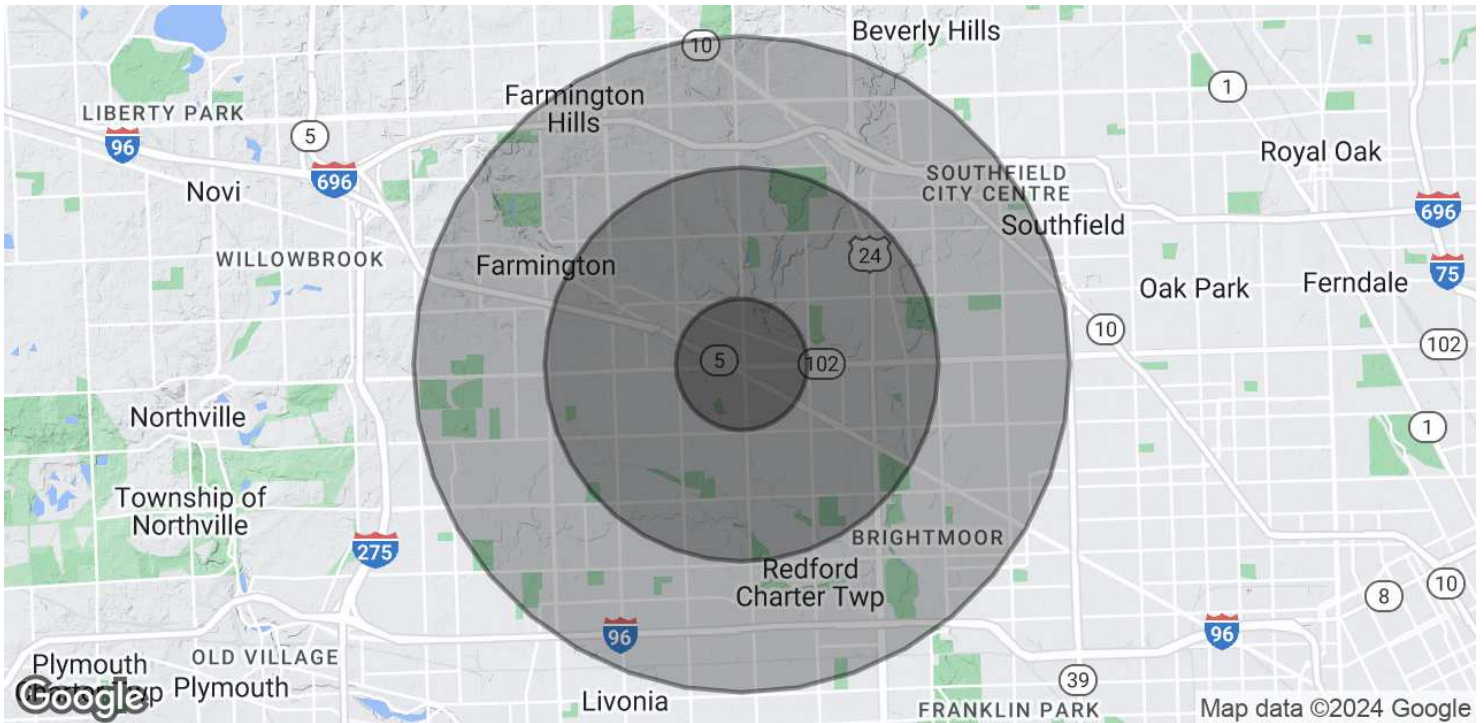 Beverly Hills
10
Farmington
Hills
1
LIBERTY PARK
5
96
Royal Oak
696
Novi
SOUTHFIELD
CITY CENTRE
696
Southfield
WILLOWBROOK
24
Farmington
75
Oak Park
Ferndale
10
102
5
102
Northville
1
Township of
Northville
275
BRIGHTMOOR
Redford
Charter Twp
10
8
96
96
OLD VILLAGE
Plymouth
Charter Twp
Plymouth
39
Livonia
FRANKLIN PARK
Google
Map data ©2024 Google